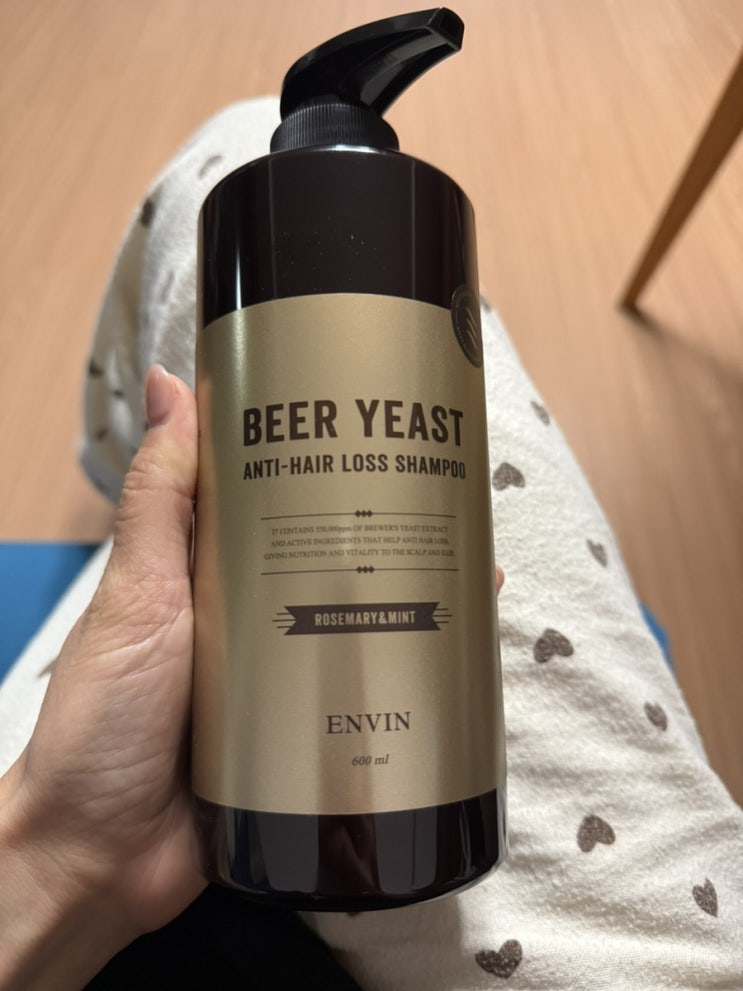 BEER YEAST
ANTI-HAIR LOSS SHAMPOO
IT CONTAINS 550,000ppm OF BREWER'S YEAST EXTRACT
AND ACTIVE INGREDIENTS THAT HELP ANTI HAIR LOSS,
GIVING NUTRITION AND VITALITY TO THE SCALP AND HAIR.
ROSEMARY&MINT
ENVIN
600 ml